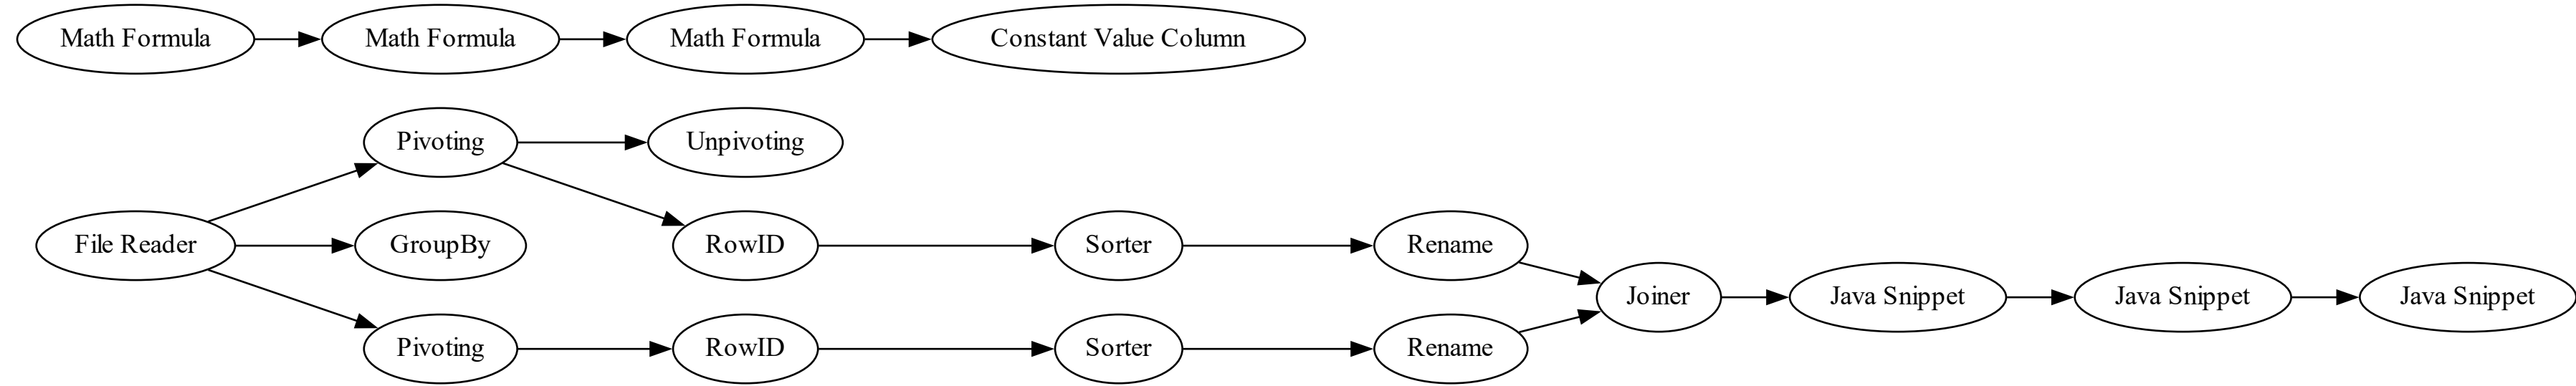 Math Formula
Math Formula
Math Formula
Constant Value Column
Pivoting
Unpivoting
File Reader
GroupBy
RowID
Sorter
Rename
Joiner
Java Snippet
Java Snippet
Java Snippet
Pivoting
RowID
Sorter
Rename